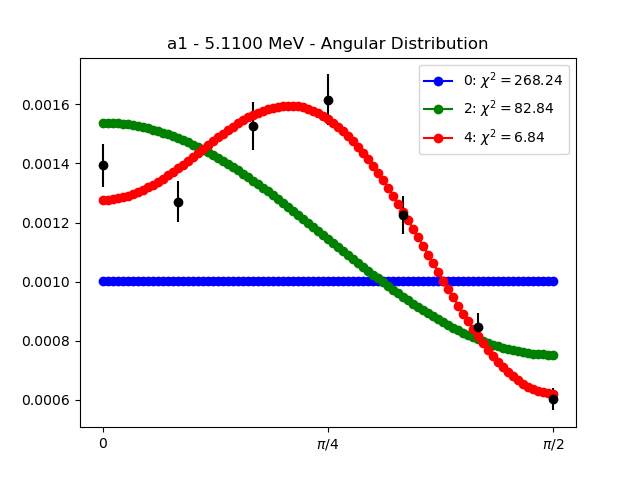 a1 - 5.1100 MeV - Angular Distribution
0: χ² = 268.24
2: χ² = 82.84
4: χ² = 6.84
0.0016
0.0014
0.0012
0.0010
0.0008
0.0006
0
π/4
π/2